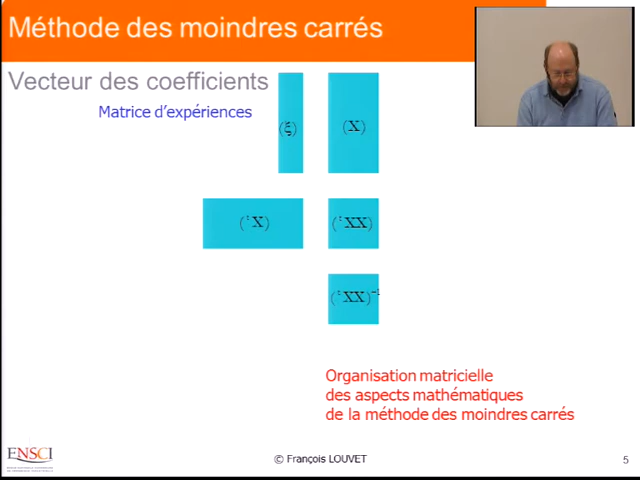 Méthode des moindres carrés
Vecteur des coefficients
Matrice d'expériences
(ξ)
(X)
(ᵗX)
(ᵗXX)
(ᵗXX)⁻¹
Organisation matricielle
des aspects mathématiques
de la méthode des moindres carrés
ENSCI
© François LOUVET
5